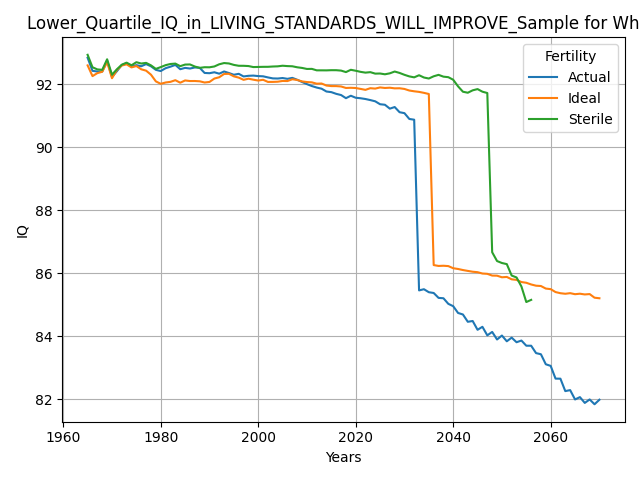 Lower_Quartile_IQ_in_LIVING_STANDARDS_WILL_IMPROVE_Sample for Wh
Fertility
Actual
Ideal
Sterile
IQ
92
90
88
86
84
82
1960
1980
2000
2020
2040
2060
Years